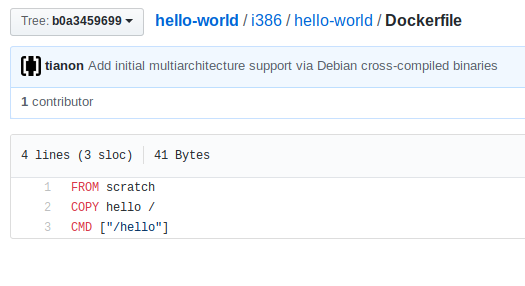 Tree: b0a3459699 hello-world / i386 / hello-world / Dockerfile
tianon Add initial multiarchitecture support via Debian cross-compiled binaries
1 contributor
4 lines (3 sloc) 41 Bytes
1 FROM scratch
2 COPY hello /
3 CMD ["/hello"]